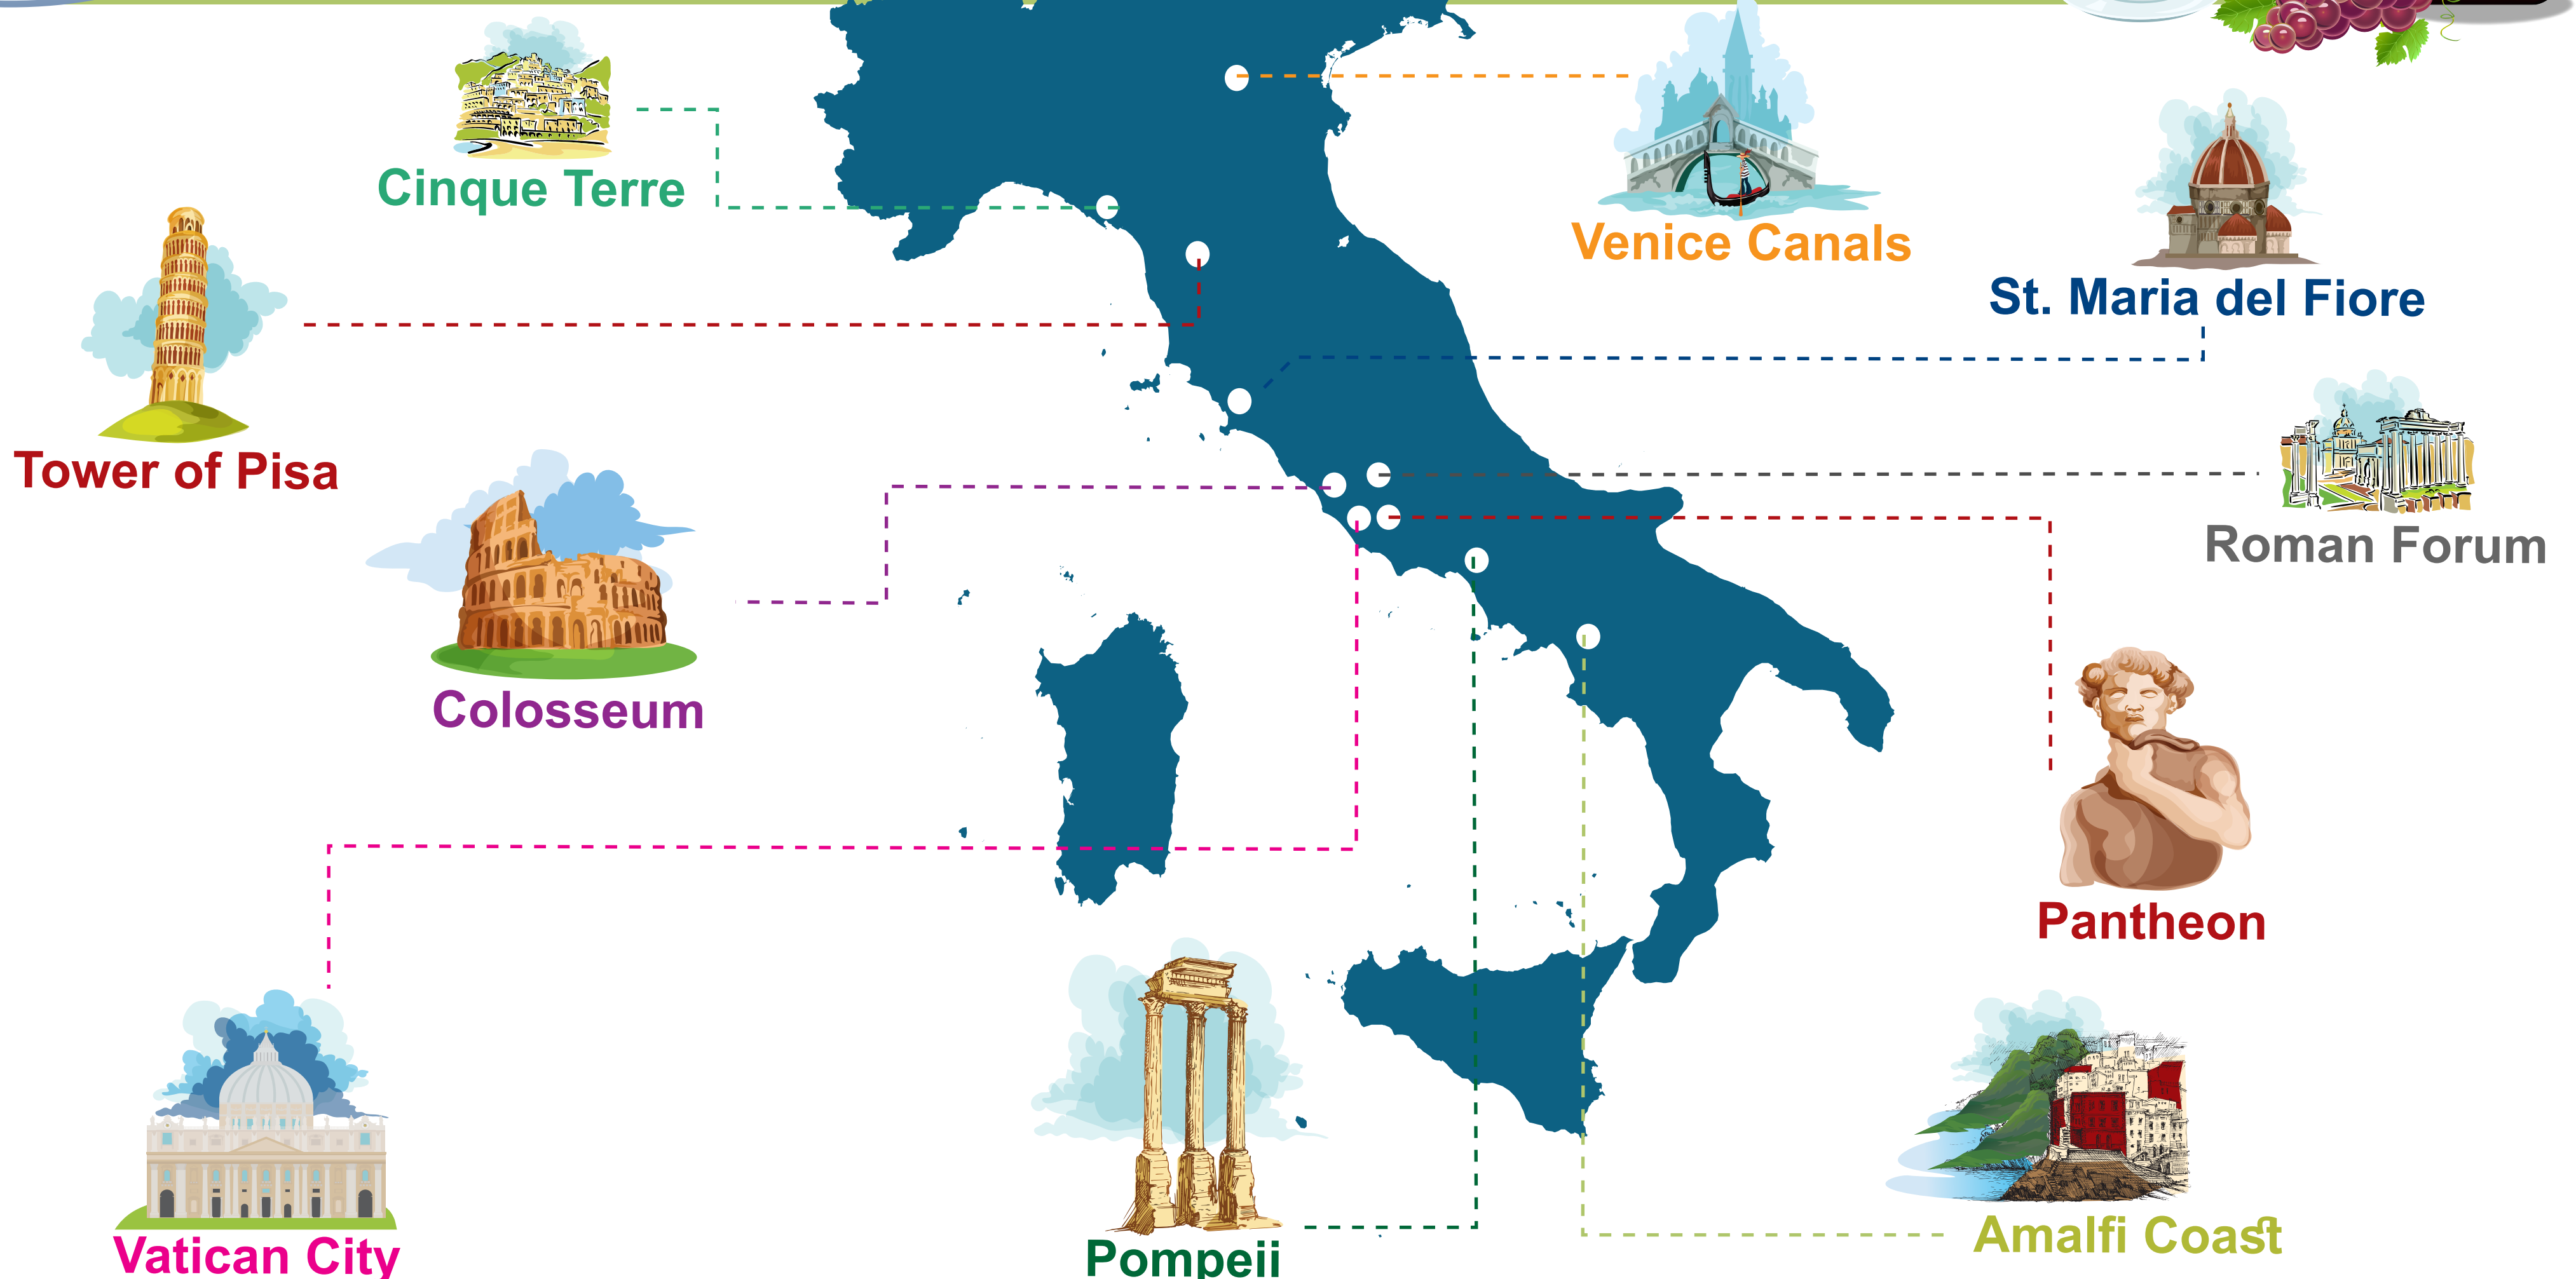 Cinque Terre
Venice Canals
St. Maria del Fiore
Tower of Pisa
Roman Forum
Colosseum
Pantheon
Amalfi Coast
Vatican City
Pompeii